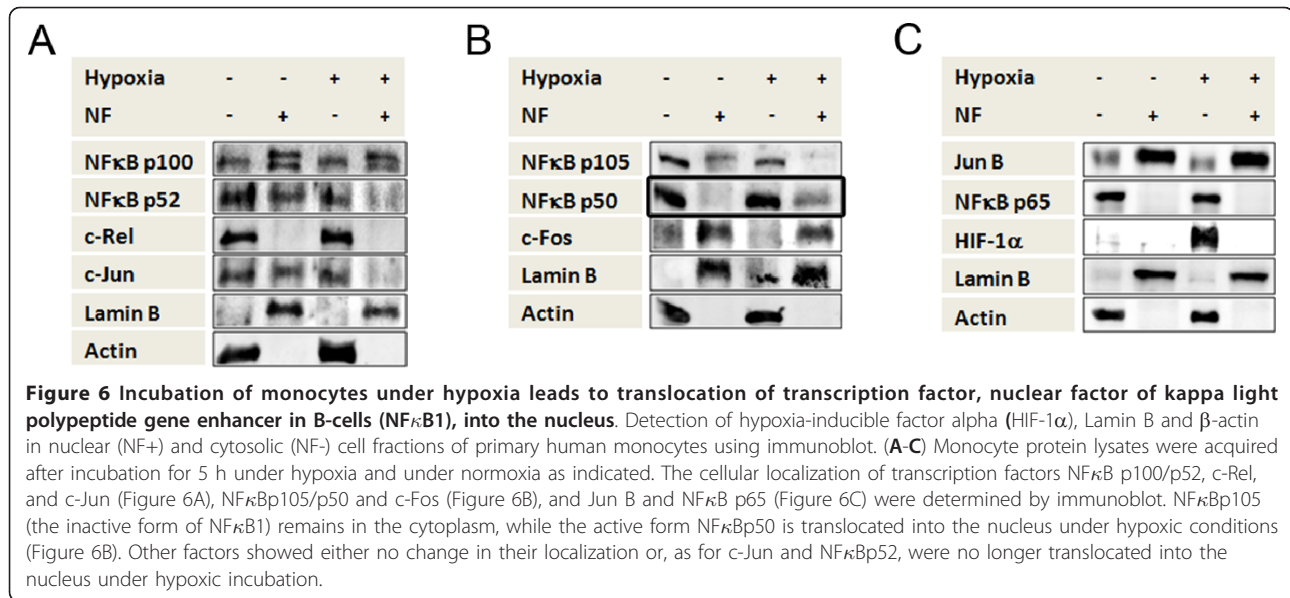 A
Hypoxia - - + +
NF - + - +
NFκB p100
NFκB p52
c-Rel
c-Jun
Lamin B
Actin
B
Hypoxia - - + +
NF - + - +
NFκB p105
NFκB p50
c-Fos
Lamin B
Actin
C
Hypoxia - - + +
NF - + - +
Jun B
NFκB p65
HIF-1α
Lamin B
Actin
Figure 6 Incubation of monocytes under hypoxia leads to translocation of transcription factor, nuclear factor of kappa light
polypeptide gene enhancer in B-cells (NFκB1), into the nucleus. Detection of hypoxia-inducible factor alpha (HIF-1α), Lamin B and β-actin
in nuclear (NF+) and cytosolic (NF-) cell fractions of primary human monocytes using immunoblot. (A-C) Monocyte protein lysates were acquired
after incubation for 5 h under hypoxia and under normoxia as indicated. The cellular localization of transcription factors NFκB p100/p52, c-Rel,
and c-Jun (Figure 6A), NFκBp105/p50 and c-Fos (Figure 6B), and Jun B and NFκB p65 (Figure 6C) were determined by immunoblot. NFκBp105
(the inactive form of NFκB1) remains in the cytoplasm, while the active form NFκBp50 is translocated into the nucleus under hypoxic conditions
(Figure 6B). Other factors showed either no change in their localization or, as for c-Jun and NFκBp52, were no longer translocated into the
nucleus under hypoxic incubation.